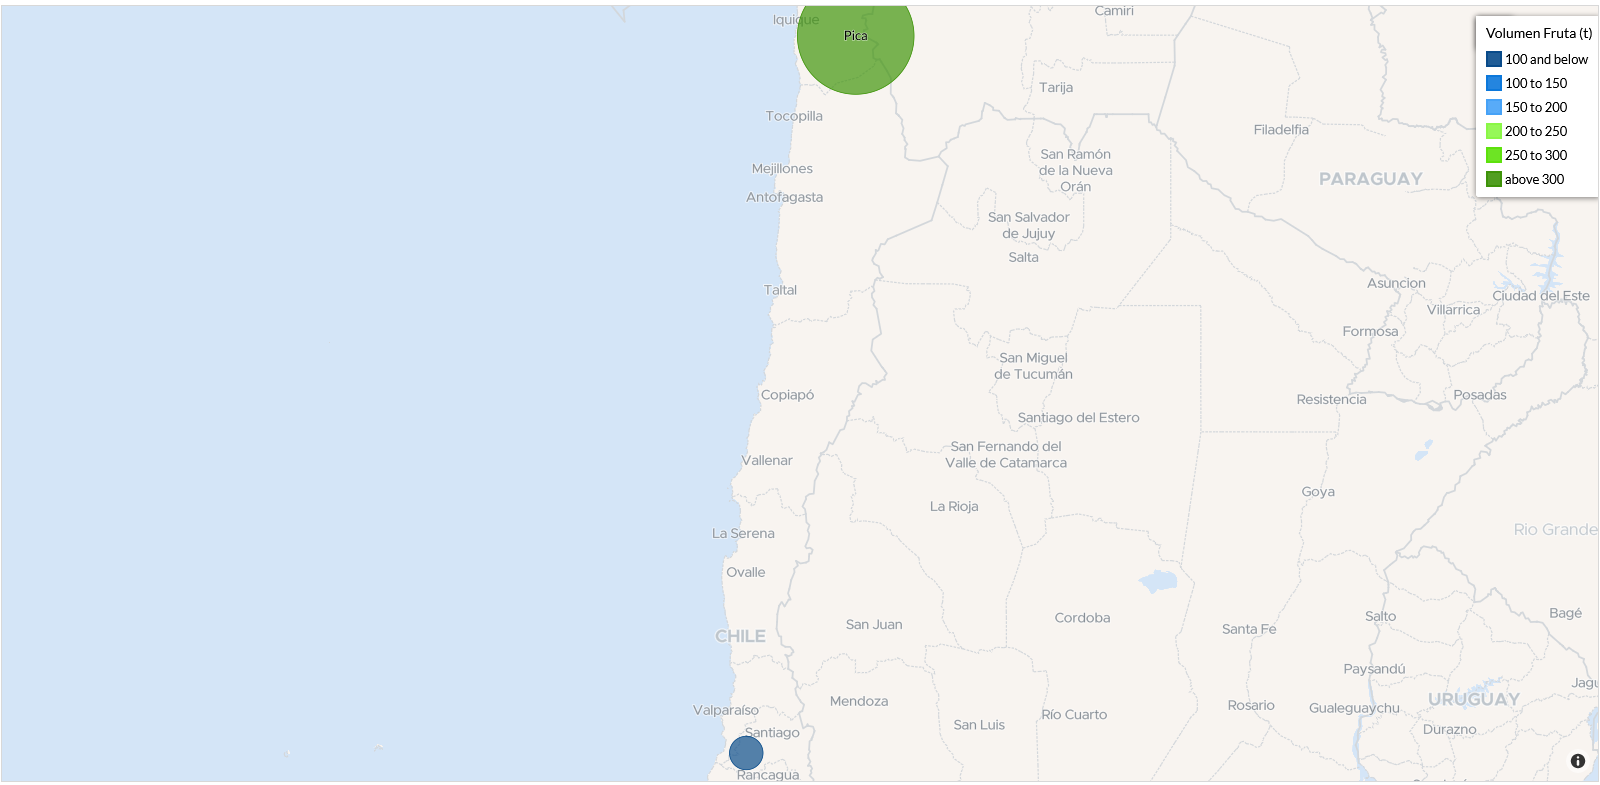 Iquique
Pica
Camiri
Tarija
Tocopilla
Filadelfia
San Ramón
de la Nueva
Orán
Mejillones
PARAGUAY
Antofagasta
San Salvador
de Jujuy
Salta
Taltal
Asuncion
Ciudad del Este
Villarrica
Formosa
San Miguel
de Tucumán
Copiapó
Resistencia
Posadas
Santiago del Estero
San Fernando del
Valle de Catamarca
Vallenar
Goya
La Rioja
La Serena
Rio Grande
Ovalle
Bagé
Salto
Cordoba
San Juan
Santa Fe
CHILE
Paysandú
Jagu
Mendoza
URUGUAY
Rosario
Gualeguaychu
Valparaíso
Río Cuarto
San Luis
Durazno
Santiago
Rancagua
Volumen Fruta (t)
100 and below
100 to 150
150 to 200
200 to 250
250 to 300
above 300